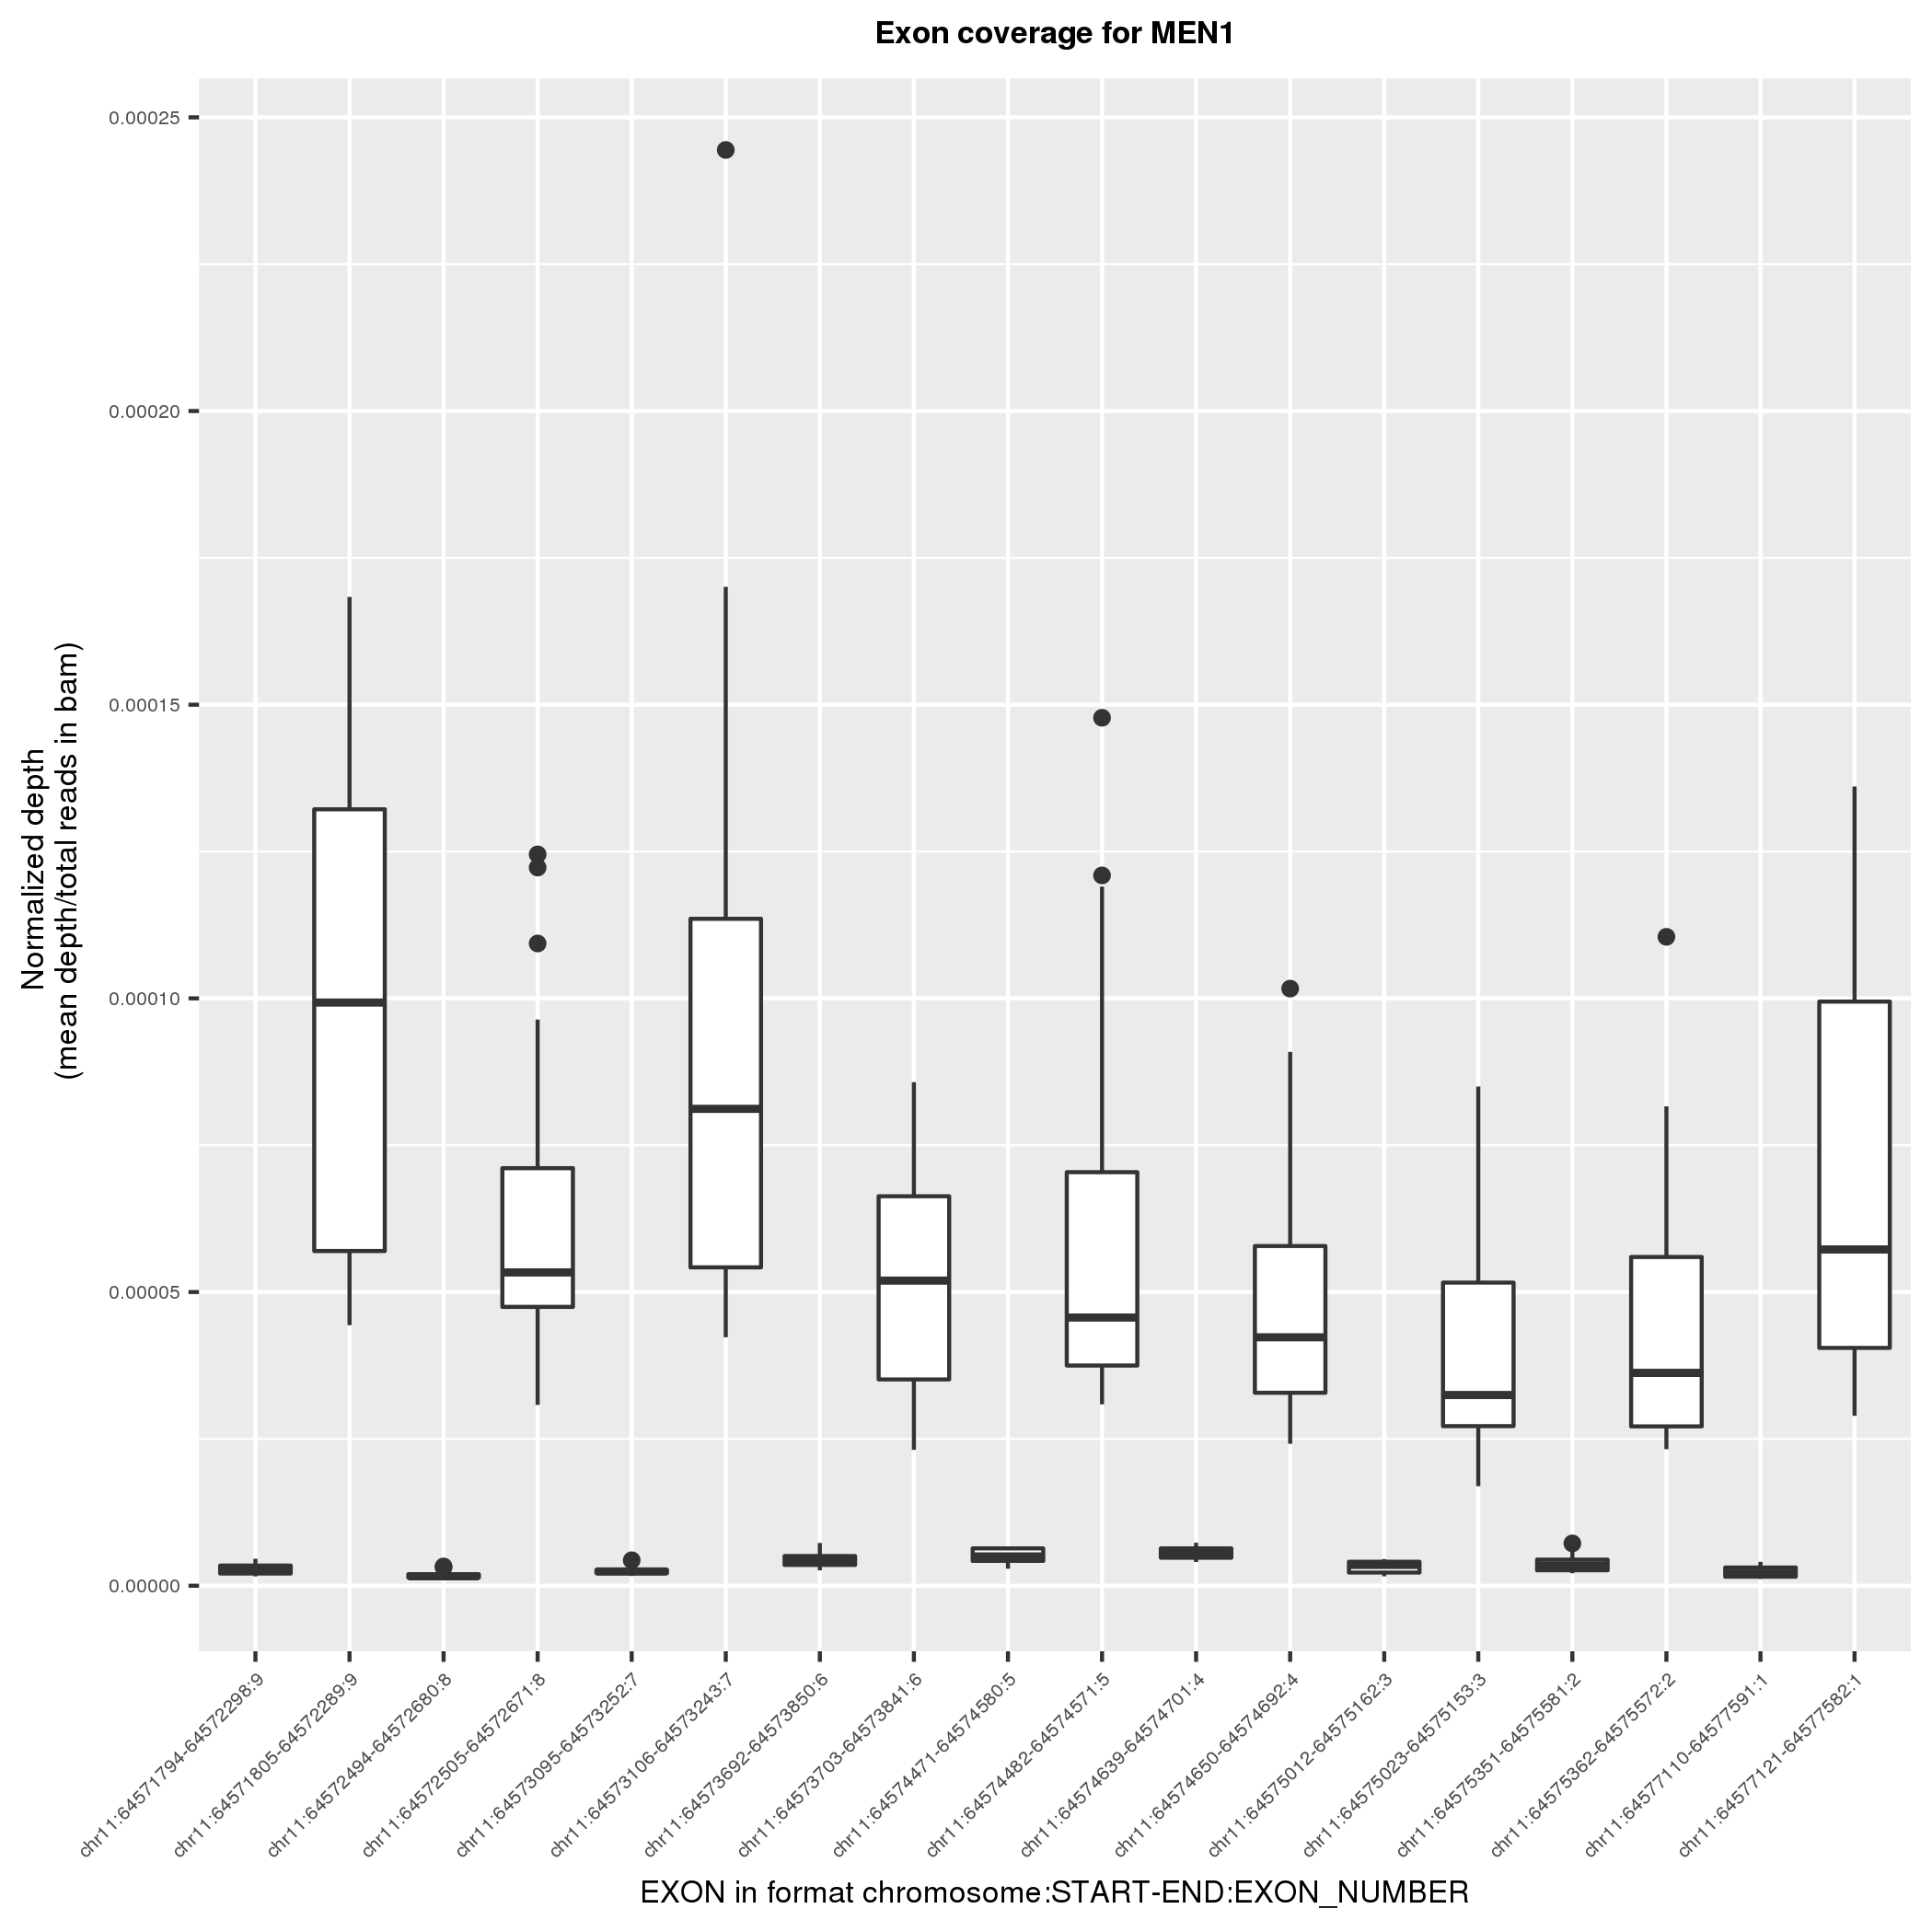 Exon coverage for MEN1
Normalized depth
(mean depth/total reads in bam)
0.00025
0.00020
0.00015
0.00010
0.00005
0.00000
chr11:64571794-64572298:9
chr11:64571805-64572289:9
chr11:64572494-64572680:8
chr11:64572505-64572671:8
chr11:64573095-64573252:7
chr11:64573106-64573243:7
chr11:64573692-64573850:6
chr11:64573703-64573841:6
chr11:64574471-64574580:5
chr11:64574482-64574571:5
chr11:64574639-64574701:4
chr11:64574650-64574692:4
chr11:64575012-64575162:3
chr11:64575023-64575153:3
chr11:64575351-64575581:2
chr11:64575362-64575572:2
chr11:64577110-64577591:1
chr11:64577121-64577582:1
EXON in format chromosome:START-END:EXON_NUMBER